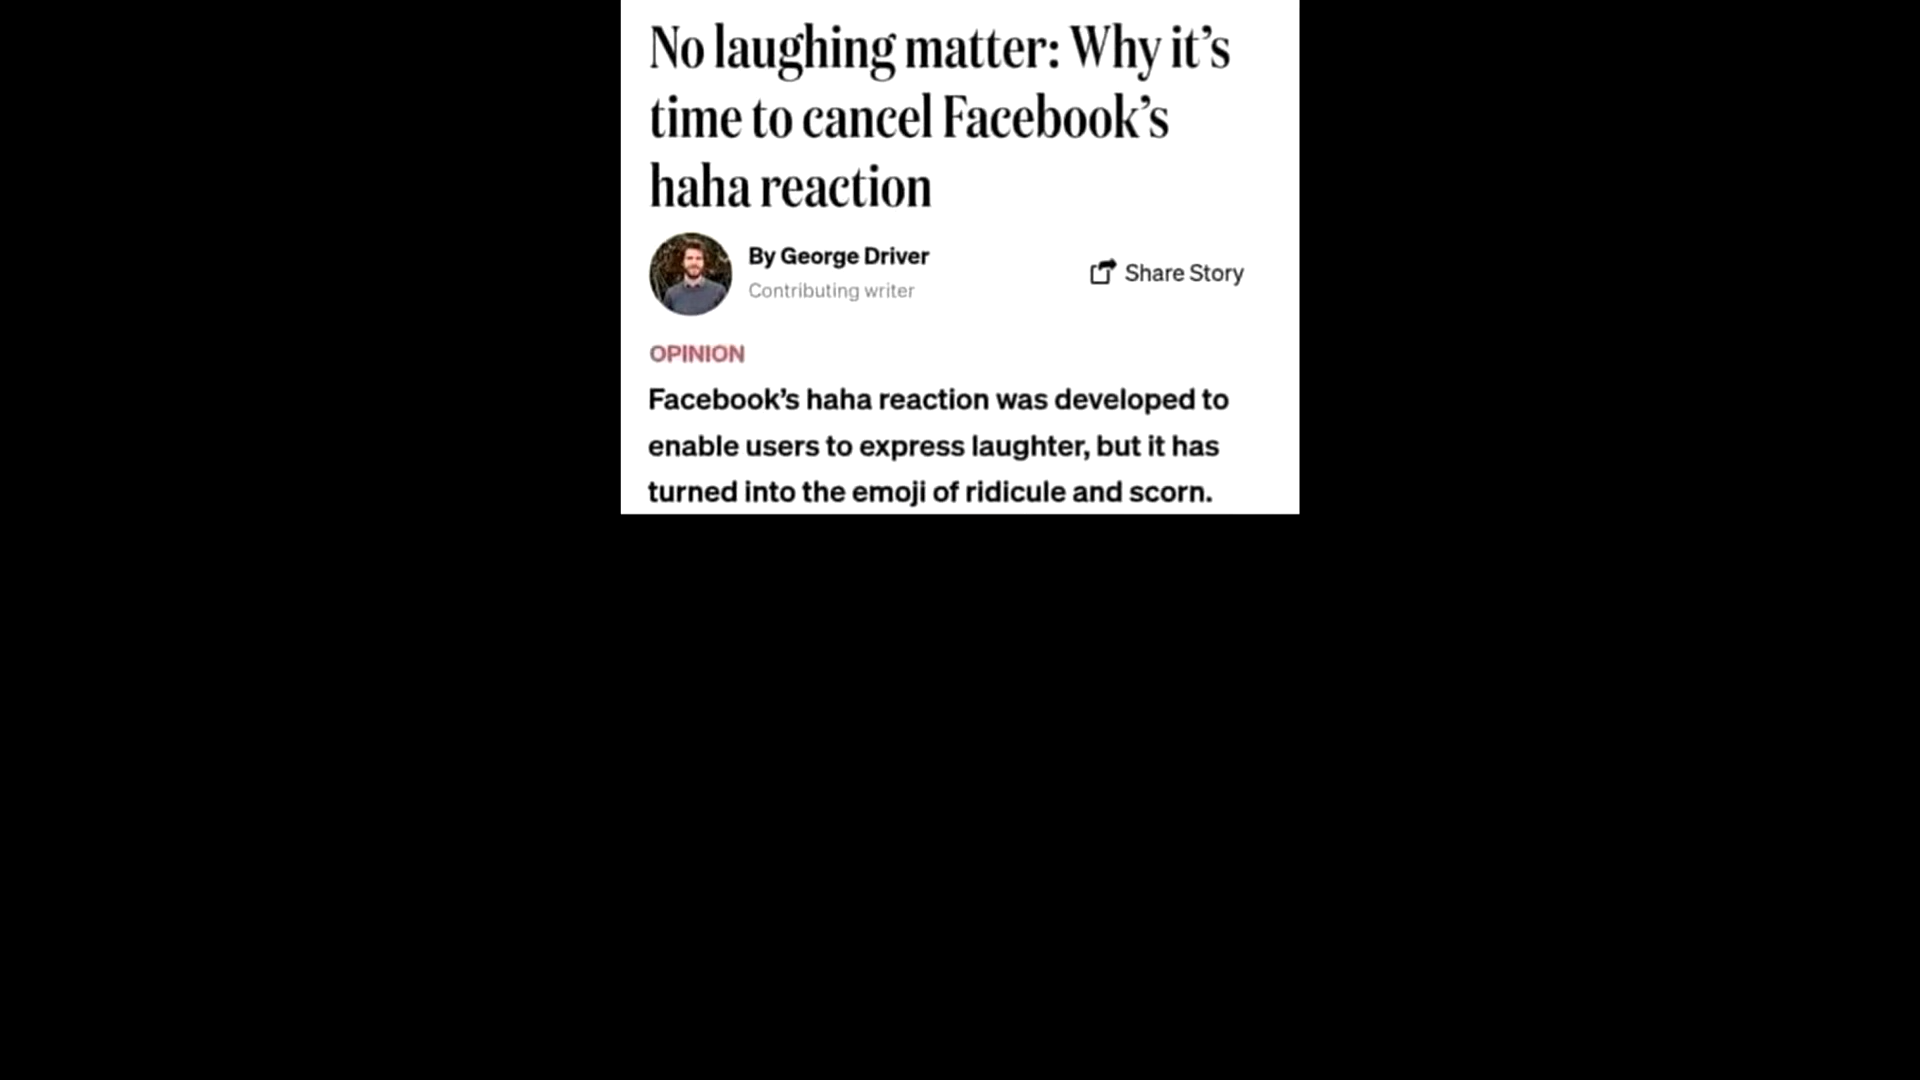 No laughing matter: Why it’s
time to cancel Facebook’s
haha reaction
By George Driver
Contributing writer
Share Story
OPINION
Facebook’s haha reaction was developed to
enable users to express laughter, but it has
turned into the emoji of ridicule and scorn.